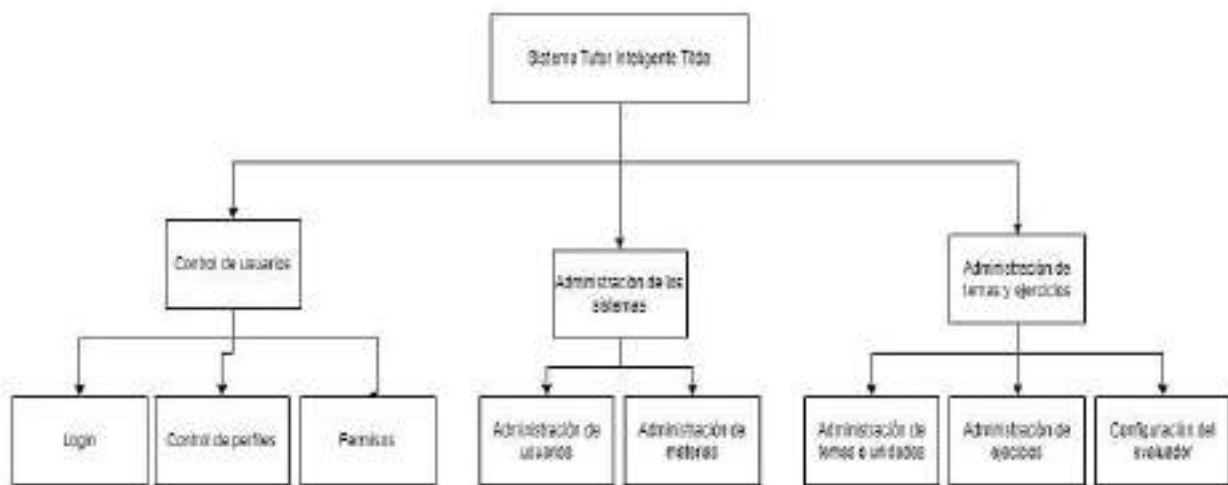 Sistema Tutor Inteligente Tilda
Control de usuarios
Administración de los
sistemas
Administración de
temas y ejercicios
Login
Control de perfiles
Permisos
Administración de
usuarios
Administración de
materias
Administración de
temas o unidades
Administración de
ejercicios
Configuración del
evaluador